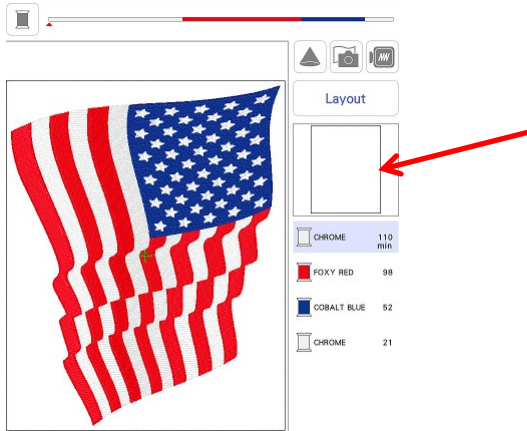 Layout
CHROME 110
min
FOXY RED 98
COBALT BLUE 52
CHROME 21